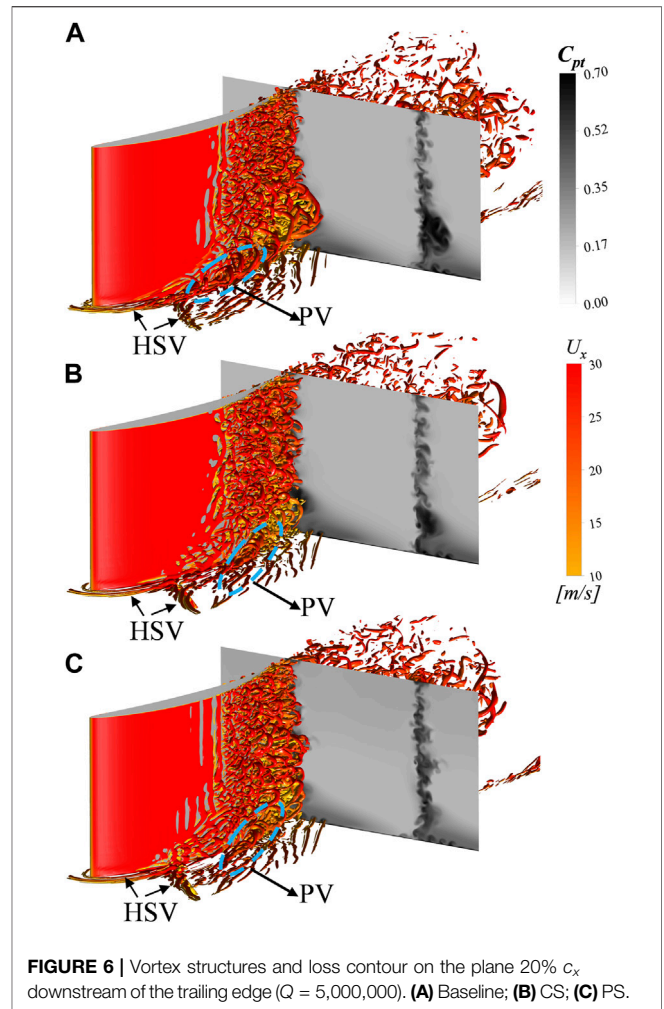 A
C_pt
0.70
0.52
0.35
0.17
0.00
HSV
PV
B
U_x
30
25
20
15
10
[m/s]
HSV
PV
C
HSV
PV
FIGURE 6 | Vortex structures and loss contour on the plane 20% c_x
downstream of the trailing edge (Q = 5,000,000). (A) Baseline; (B) CS; (C) PS.